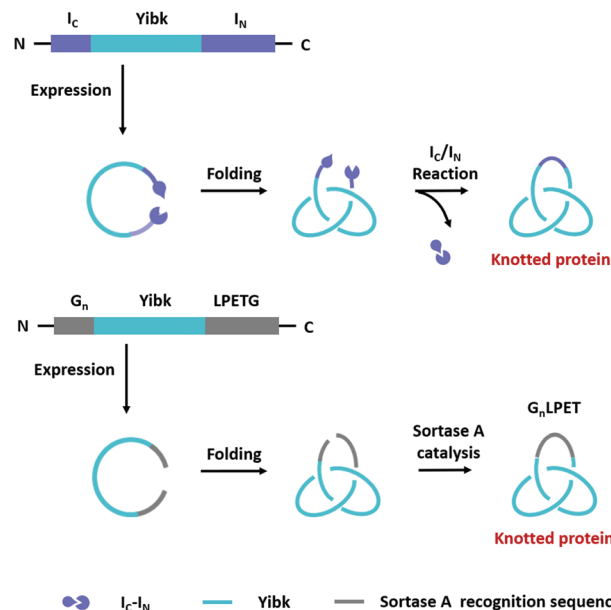 I_C Yibk I_N
N C
Expression
Folding
I_C/I_N
Reaction
Knotted protein
G_n Yibk LPETG
N C
Expression
G_nLPET
Folding
Sortase A
catalysis
Knotted protein
I_C-I_N Yibk Sortase A recognition sequenc